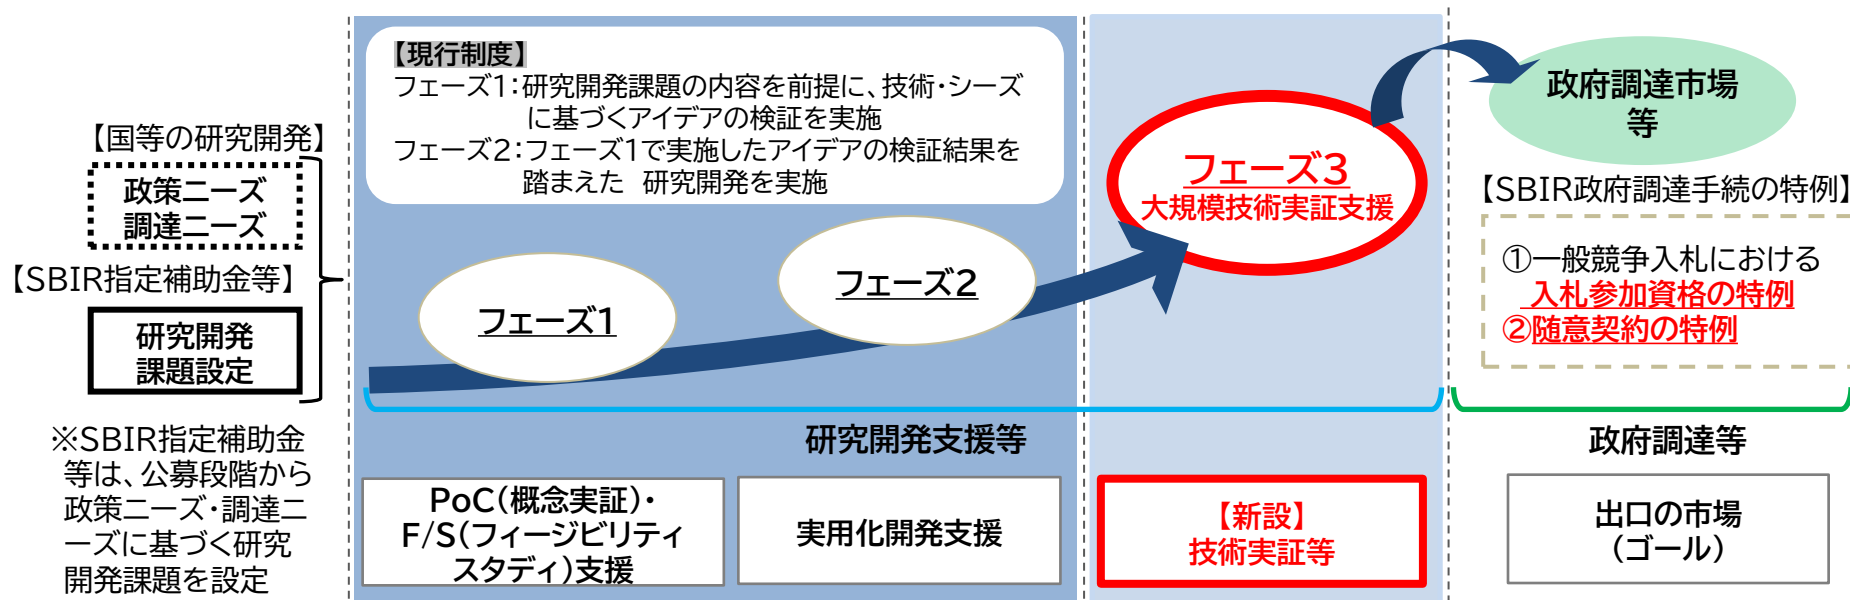 【国等の研究開発】
政策ニーズ
調達ニーズ
【SBIR指定補助金等】
研究開発
課題設定
※SBIR指定補助金
等は、公募段階から
政策ニーズ・調達ニ
ーズに基づく研究
開発課題を設定
【現行制度】
フェーズ1：研究開発課題の内容を前提に、技術・シーズ
に基づくアイデアの検証を実施
フェーズ2：フェーズ1で実施したアイデアの検証結果を
踏まえた　研究開発を実施
フェーズ1
フェーズ2
フェーズ3
大規模技術実証支援
政府調達市場
等
【SBIR政府調達手続の特例】
①一般競争入札における
入札参加資格の特例
②随意契約の特例
研究開発支援等
政府調達等
PoC（概念実証）・
F/S（フィージビリティ
スタディ）支援
実用化開発支援
【新設】
技術実証等
出口の市場
（ゴール）